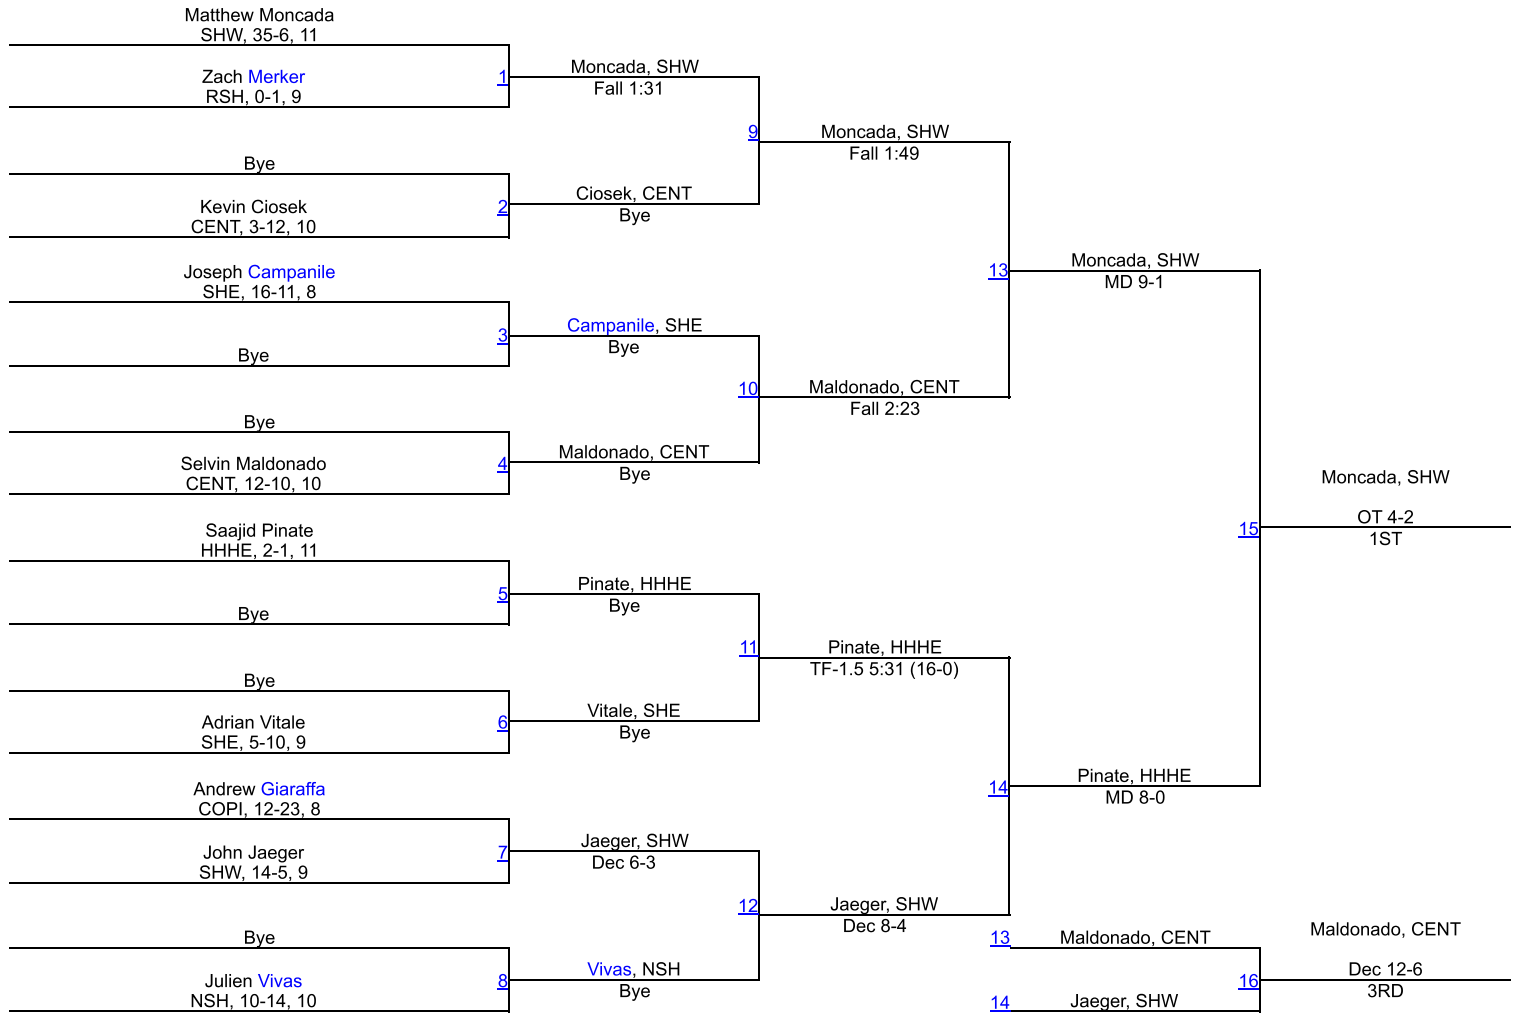 Matthew Moncada
SHW, 35-6, 11
Zach Merker
RSH, 0-1, 9
1
Moncada, SHW
Fall 1:31
Bye
Kevin Ciosek
CENT, 3-12, 10
2
Ciosek, CENT
Bye
9
Moncada, SHW
Fall 1:49
Joseph Campanile
SHE, 16-11, 8
Bye
3
Campanile, SHE
Bye
Bye
Selvin Maldonado
CENT, 12-10, 10
4
Maldonado, CENT
Bye
10
Maldonado, CENT
Fall 2:23
13
Moncada, SHW
MD 9-1
Saajid Pinate
HHHE, 2-1, 11
Bye
5
Pinate, HHHE
Bye
Bye
Adrian Vitale
SHE, 5-10, 9
6
Vitale, SHE
Bye
11
Pinate, HHHE
TF-1.5 5:31 (16-0)
Andrew Giaraffa
COPI, 12-23, 8
John Jaeger
SHW, 14-5, 9
7
Jaeger, SHW
Dec 6-3
Bye
Julien Vivas
NSH, 10-14, 10
8
Vivas, NSH
Bye
12
Jaeger, SHW
Dec 8-4
14
Pinate, HHHE
MD 8-0
15
Moncada, SHW
OT 4-2
1ST
13
Maldonado, CENT
14
Jaeger, SHW
16
Maldonado, CENT
Dec 12-6
3RD